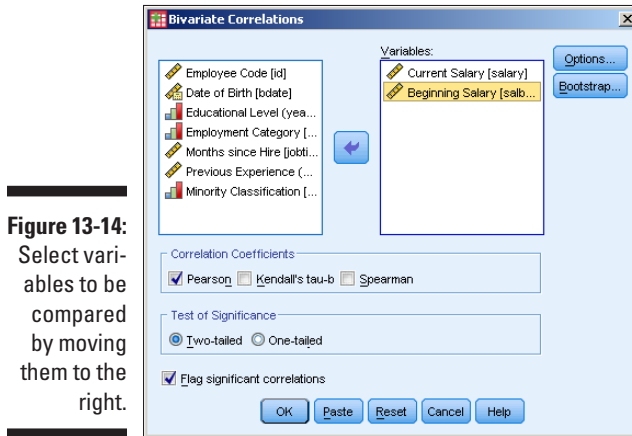 Figure 13-14:
Select vari-
ables to be
compared
by moving
them to the
right.
Bivariate Correlations
Variables:
Employee Code [id]
Date of Birth [bdate]
Educational Level (yea...
Employment Category [...
Months since Hire [jobti...
Previous Experience (...
Minority Classification [...
Current Salary [salary]
Beginning Salary [salb...
Options...
Bootstrap...
Correlation Coefficients
Pearson Kendall's tau-b Spearman
Test of Significance
Two-tailed One-tailed
Flag significant correlations
OK Paste Reset Cancel Help